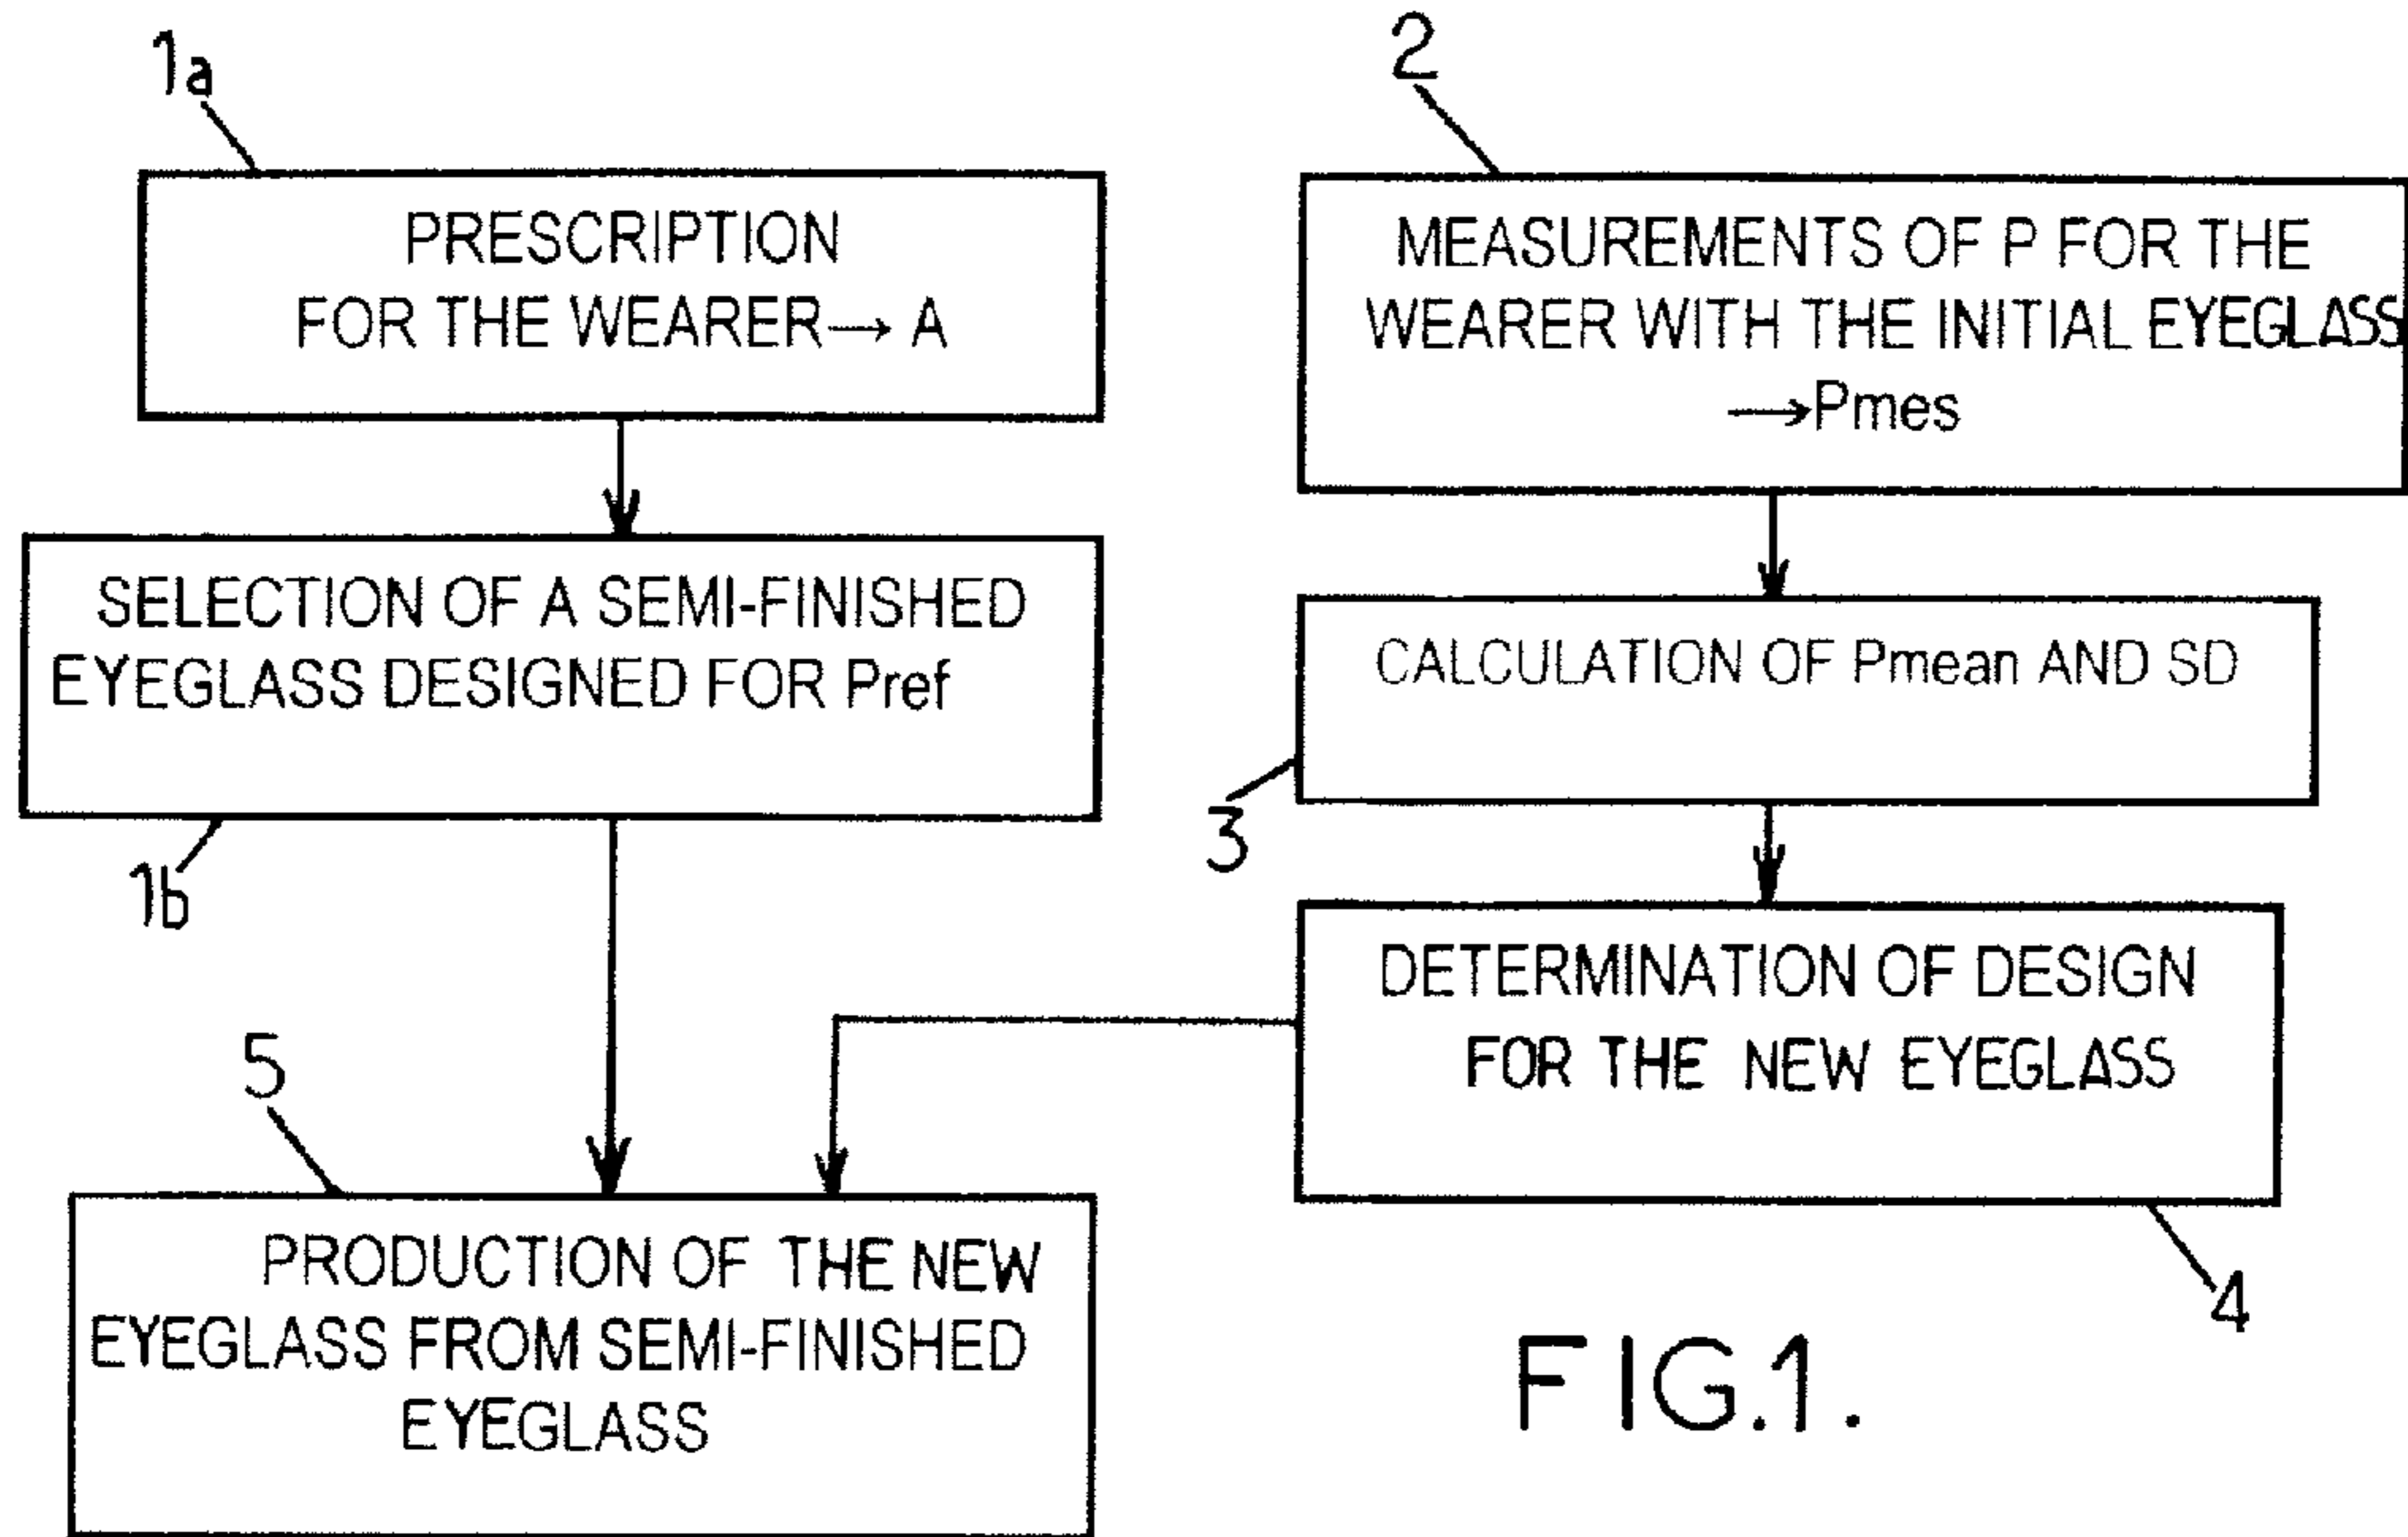 1a
PRESCRIPTION
FOR THE WEARER→ A
SELECTION OF A SEMI-FINISHED
EYEGLASS DESIGNED FOR Pref
1b
2
MEASUREMENTS OF P FOR THE
WEARER WITH THE INITIAL EYEGLASS
→Pmes
CALCULATION OF Pmean AND SD
3
DETERMINATION OF DESIGN
FOR THE NEW EYEGLASS
4
5
PRODUCTION OF THE NEW
EYEGLASS FROM SEMI-FINISHED
EYEGLASS
FIG.1.